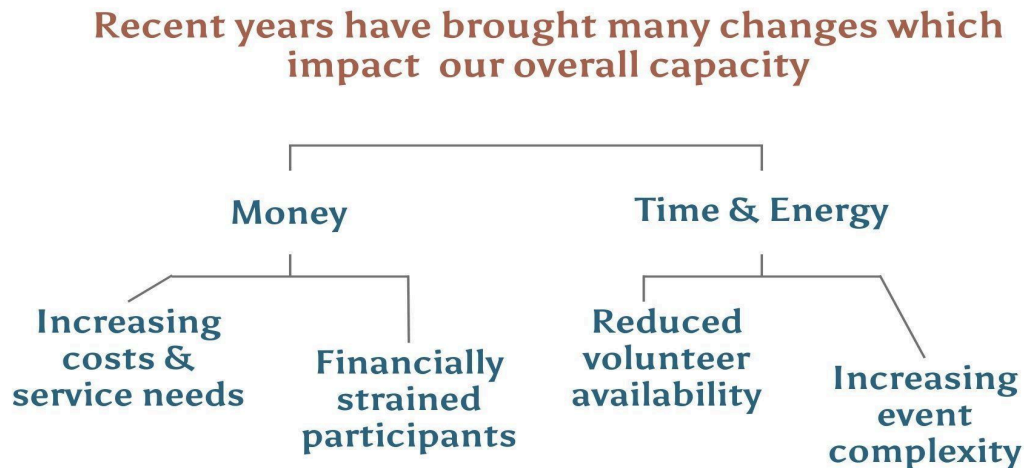 Recent years have brought many changes which
impact our overall capacity
Money
Time & Energy
Increasing
costs &
service needs
Financially
strained
participants
Reduced
volunteer
availability
Increasing
event
complexity